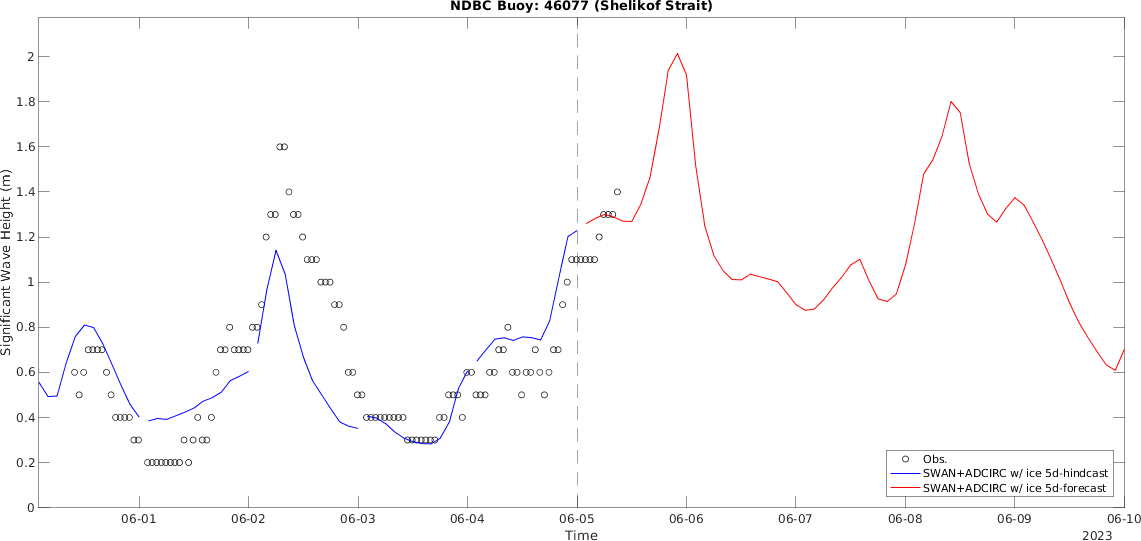 NDBC Buoy: 46077 (Shelikof Strait)
Significant Wave Height (m)
2
1.8
1.6
1.4
1.2
1
0.8
0.6
0.4
0.2
0
Obs.
SWAN+ADCIRC w/ ice 5d-hindcast
SWAN+ADCIRC w/ ice 5d-forecast
06-01 06-02 06-03 06-04 06-05 06-06 06-07 06-08 06-09 06-10
Time
2023